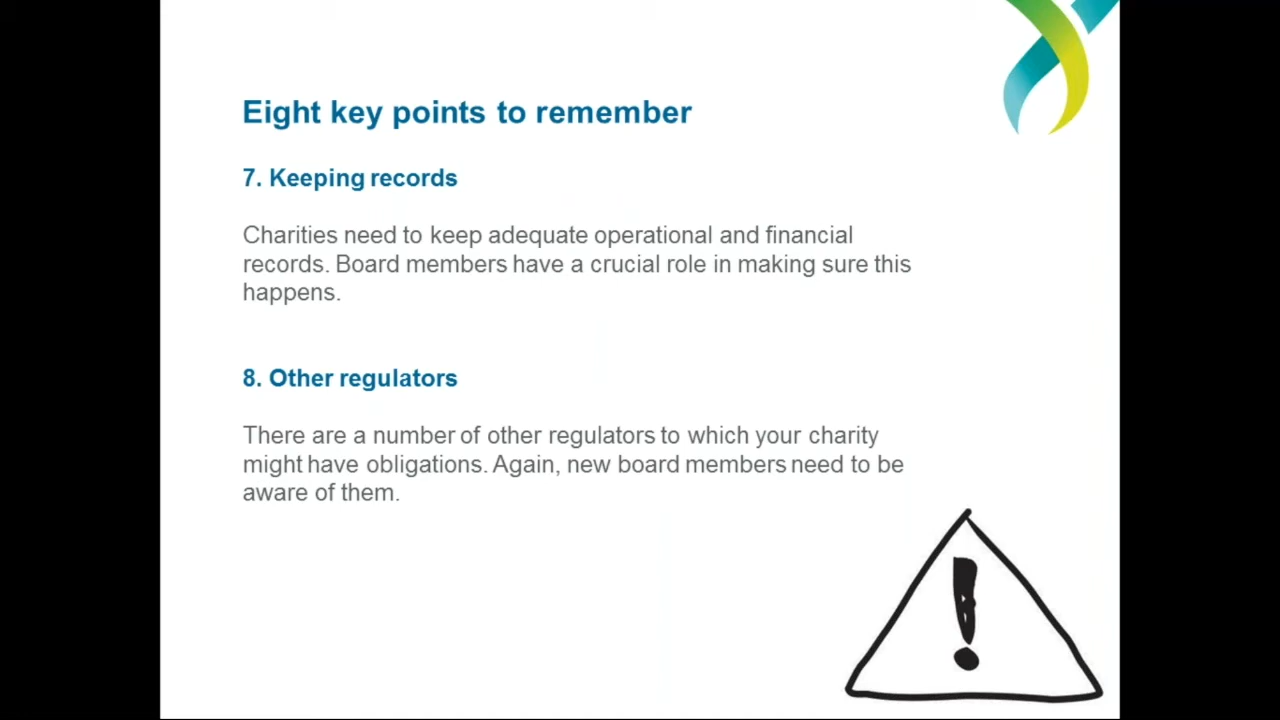 Eight key points to remember
7. Keeping records
Charities need to keep adequate operational and financial
records. Board members have a crucial role in making sure this
happens.
8. Other regulators
There are a number of other regulators to which your charity
might have obligations. Again, new board members need to be
aware of them.
!